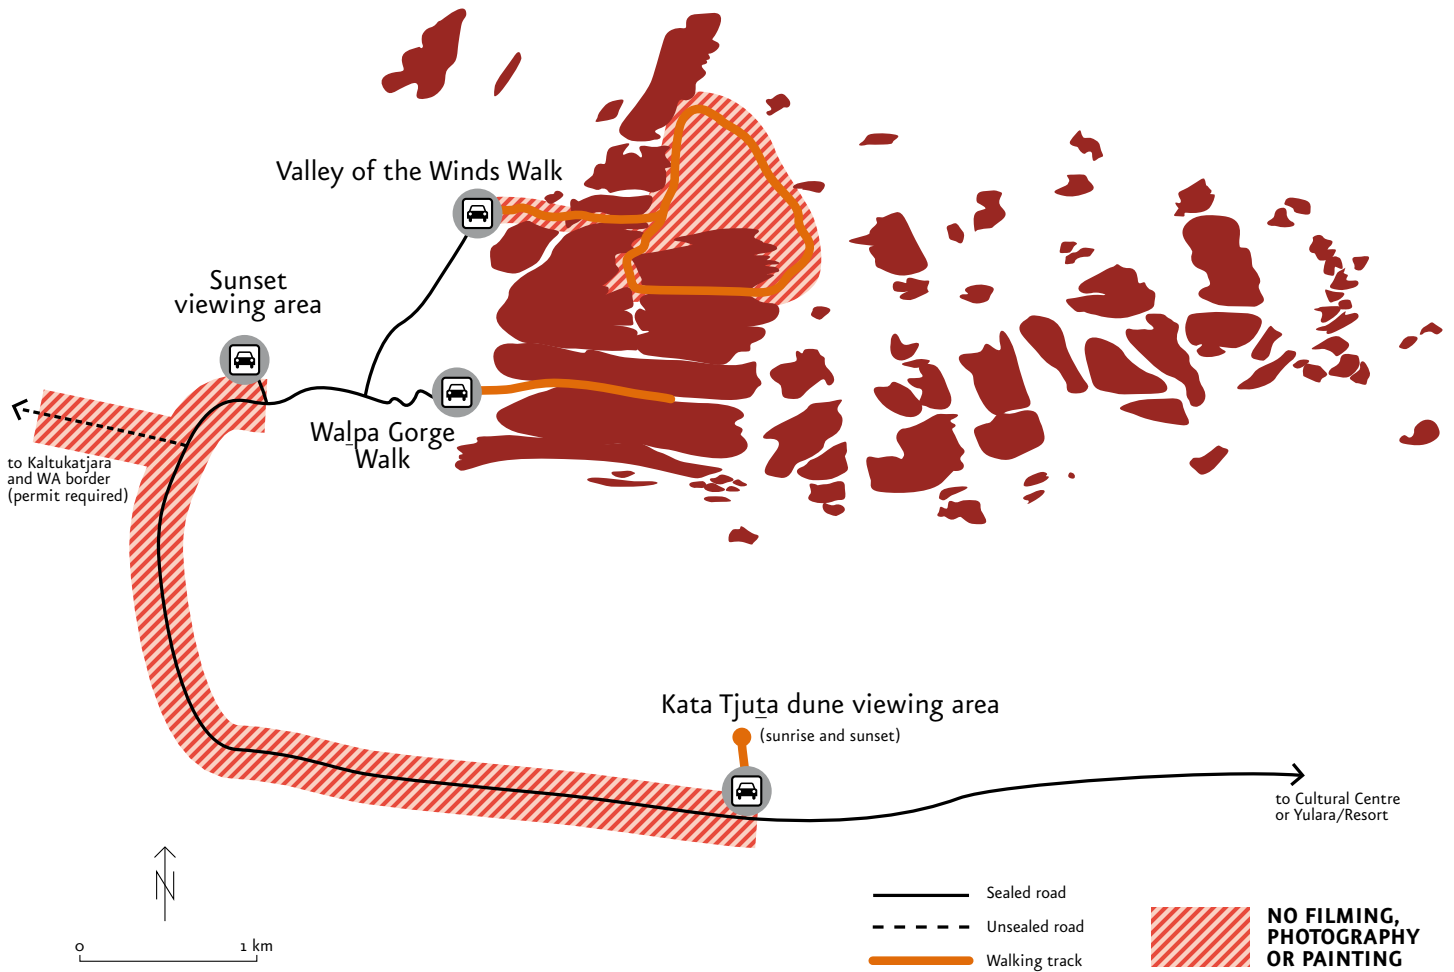 Valley of the Winds Walk
Sunset
viewing area
Waḻpa Gorge
Walk
to Kaltukatjara
and WA border
(permit required)
Kata Tjuṯa dune viewing area
(sunrise and sunset)
to Cultural Centre
or Yulara/Resort
N
0 1 km
Sealed road
Unsealed road
Walking track
NO FILMING,
PHOTOGRAPHY
OR PAINTING